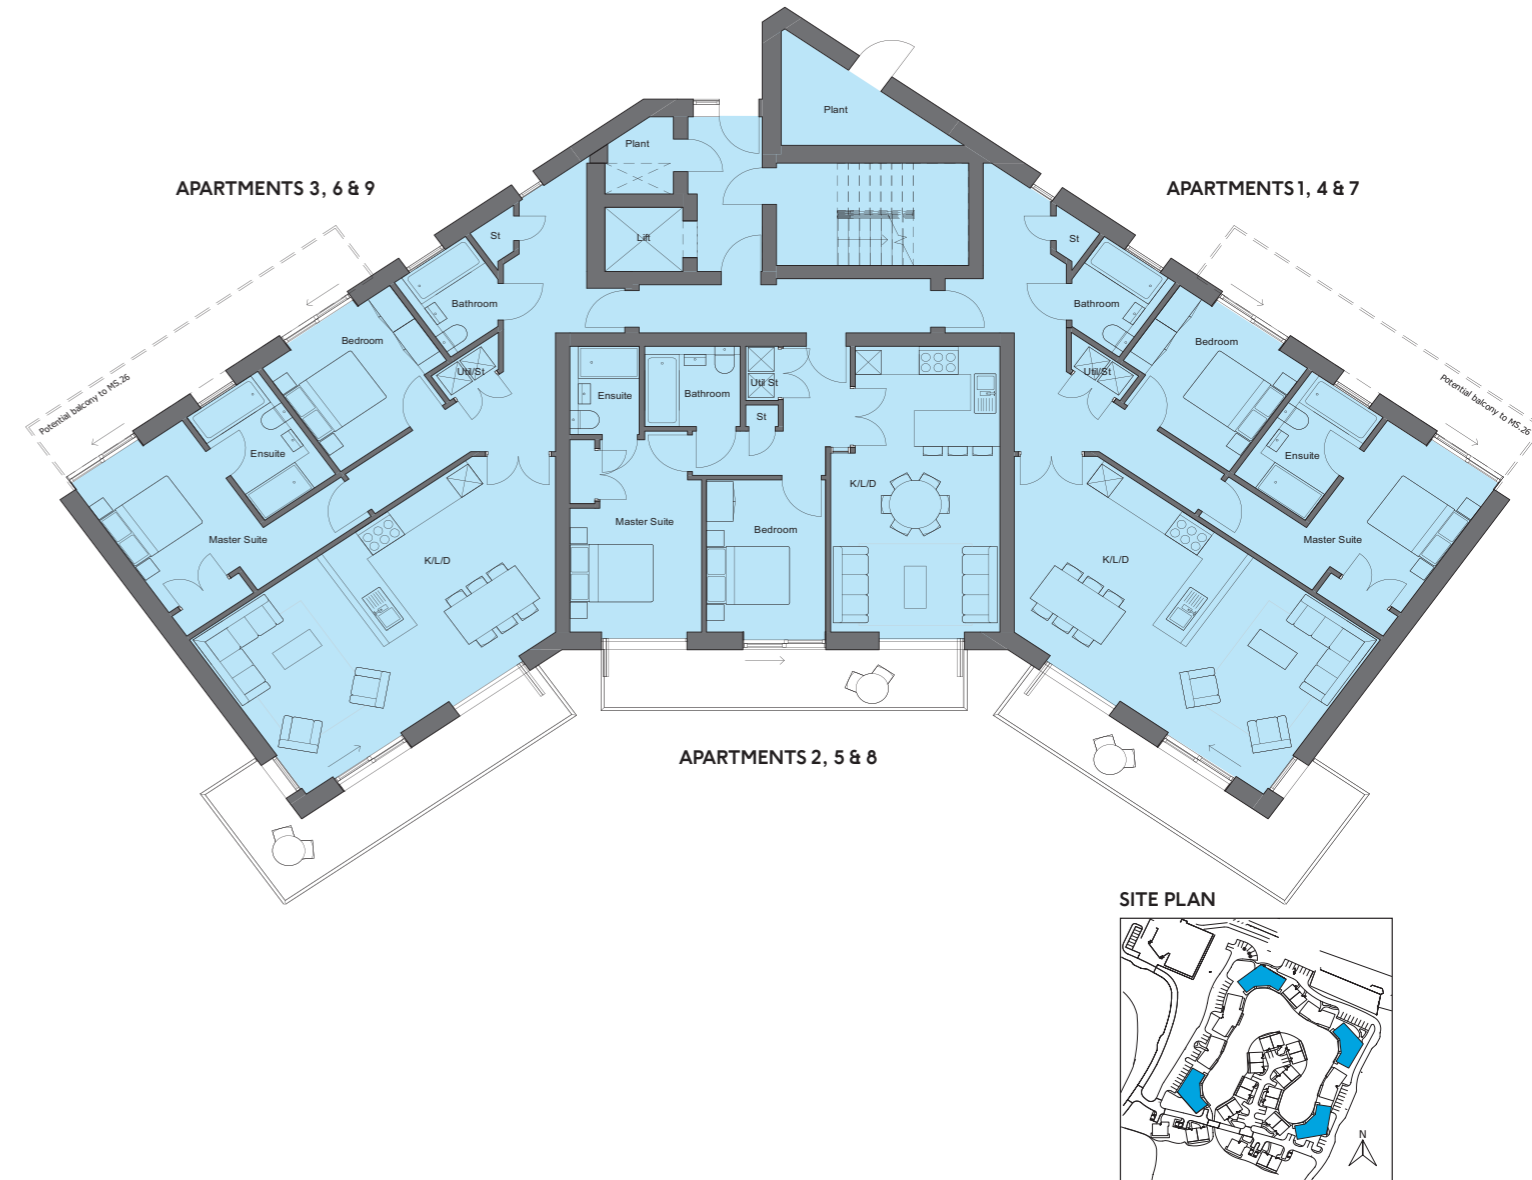 Plant
Plant
APARTMENTS 3, 6 & 9
APARTMENTS 1, 4 & 7
St
Lift
St
Bathroom
Bathroom
Bedroom
Bedroom
Util/St
Util St
Util/St
Potential balcony to MS.26
Potential balcony to MS.26
Ensuite
Bathroom
St
Ensuite
Ensuite
K/L/D
Master Suite
Bedroom
Master Suite
Master Suite
K/L/D
K/L/D
APARTMENTS 2, 5 & 8
SITE PLAN
N